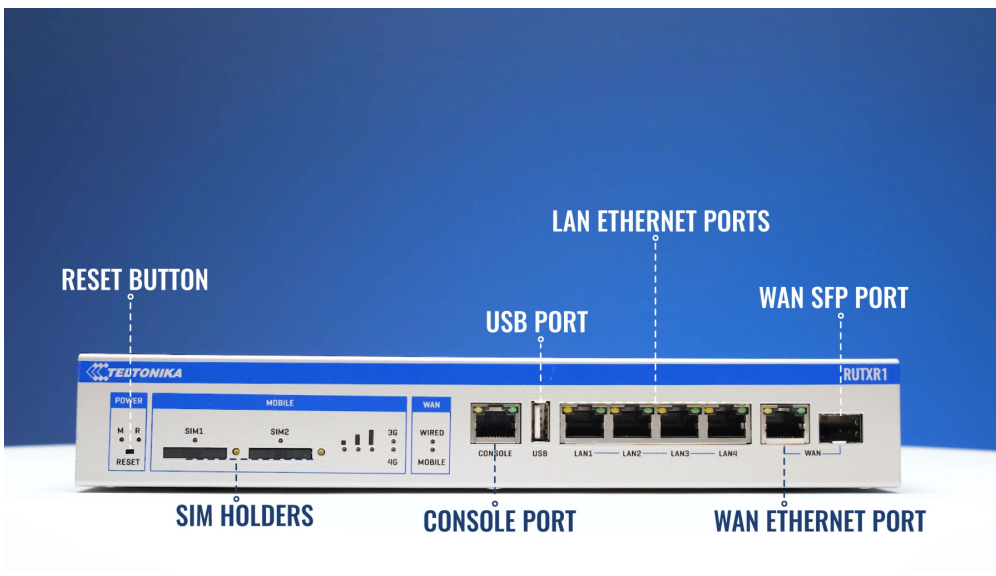 LAN ETHERNET PORTS
RESET BUTTON
WAN SFP PORT
USB PORT
TELTONIKA
RUTXR1
POWER
MOBILE
WAN
M R
SIM1
SIM2
3G
WIRED
RESET
4G
MOBILE
CONSOLE
USB
LAN1
LAN2
LAN3
LAN4
WAN
SIM HOLDERS
CONSOLE PORT
WAN ETHERNET PORT